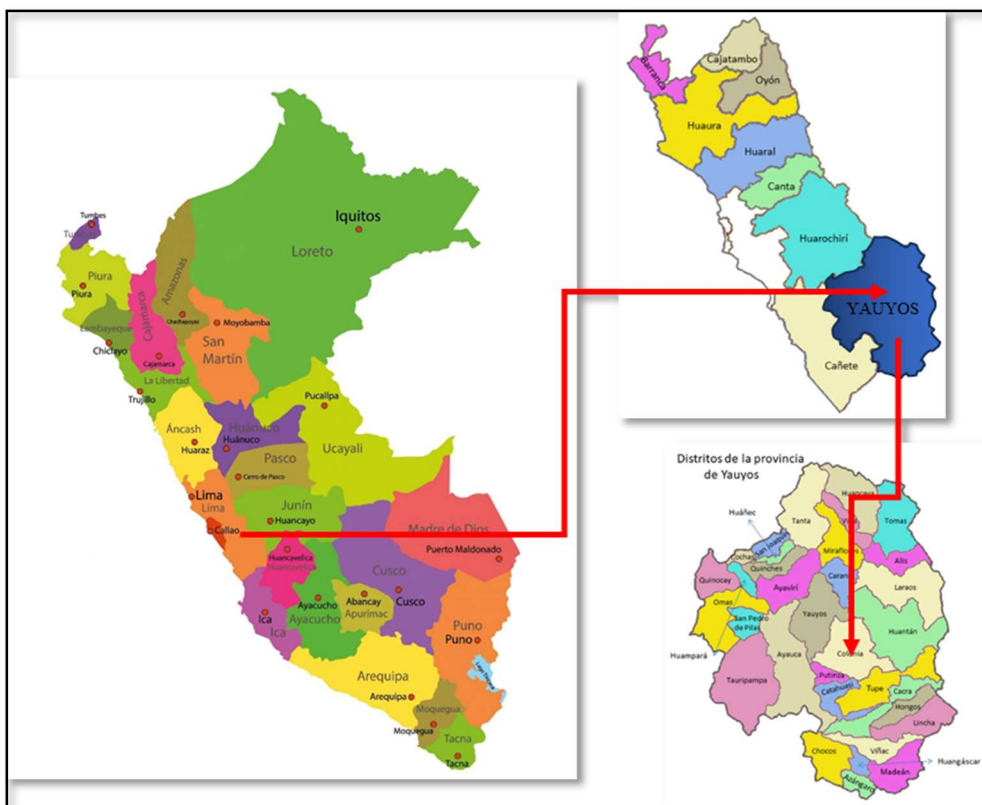 Iquitos
Loreto
Tumbes
Tumbes
Piura
Piura
Amazonas
Cajamarca
Chachapoyas
Moyobamba
San
Martín
Lambayeque
Chiclayo
Cajamarca
La Libertad
Trujillo
Pucallpa
Áncash
Huaraz
Huánuco
Huánuco
Ucayali
Pasco
Cerro de Pasco
Lima
Lima
Junín
Huancayo
Callao
Madre de Dios
Puerto Maldonado
Huancavelica
Huancavelica
Cusco
Cusco
Ayacucho
Ayacucho
Abancay
Apurímac
Ica
Ica
Puno
Puno
Arequipa
Arequipa
Moquegua
Moquegua
Tacna
Tacna
Cajatambo
Barranca
Oyón
Huaura
Huaral
Canta
Huarochirí
YAUYOS
Cañete
Distritos de la provincia
de Yauyos
Huancaya
Huáñec
Tanta
Tomas
San Joaquín
Cochas
Miraflores
Quinches
Alis
Quinocay
Ayavirí
Laraos
Omas
Yauyos
San Pedro
de Pilas
Huantán
Huampará
Ayauca
Colonia
Tauripampa
Putinza
Catahuasi
Tupe
Cacra
Hongos
Lincha
Chocos
Viñac
Huangáscar
Madeán